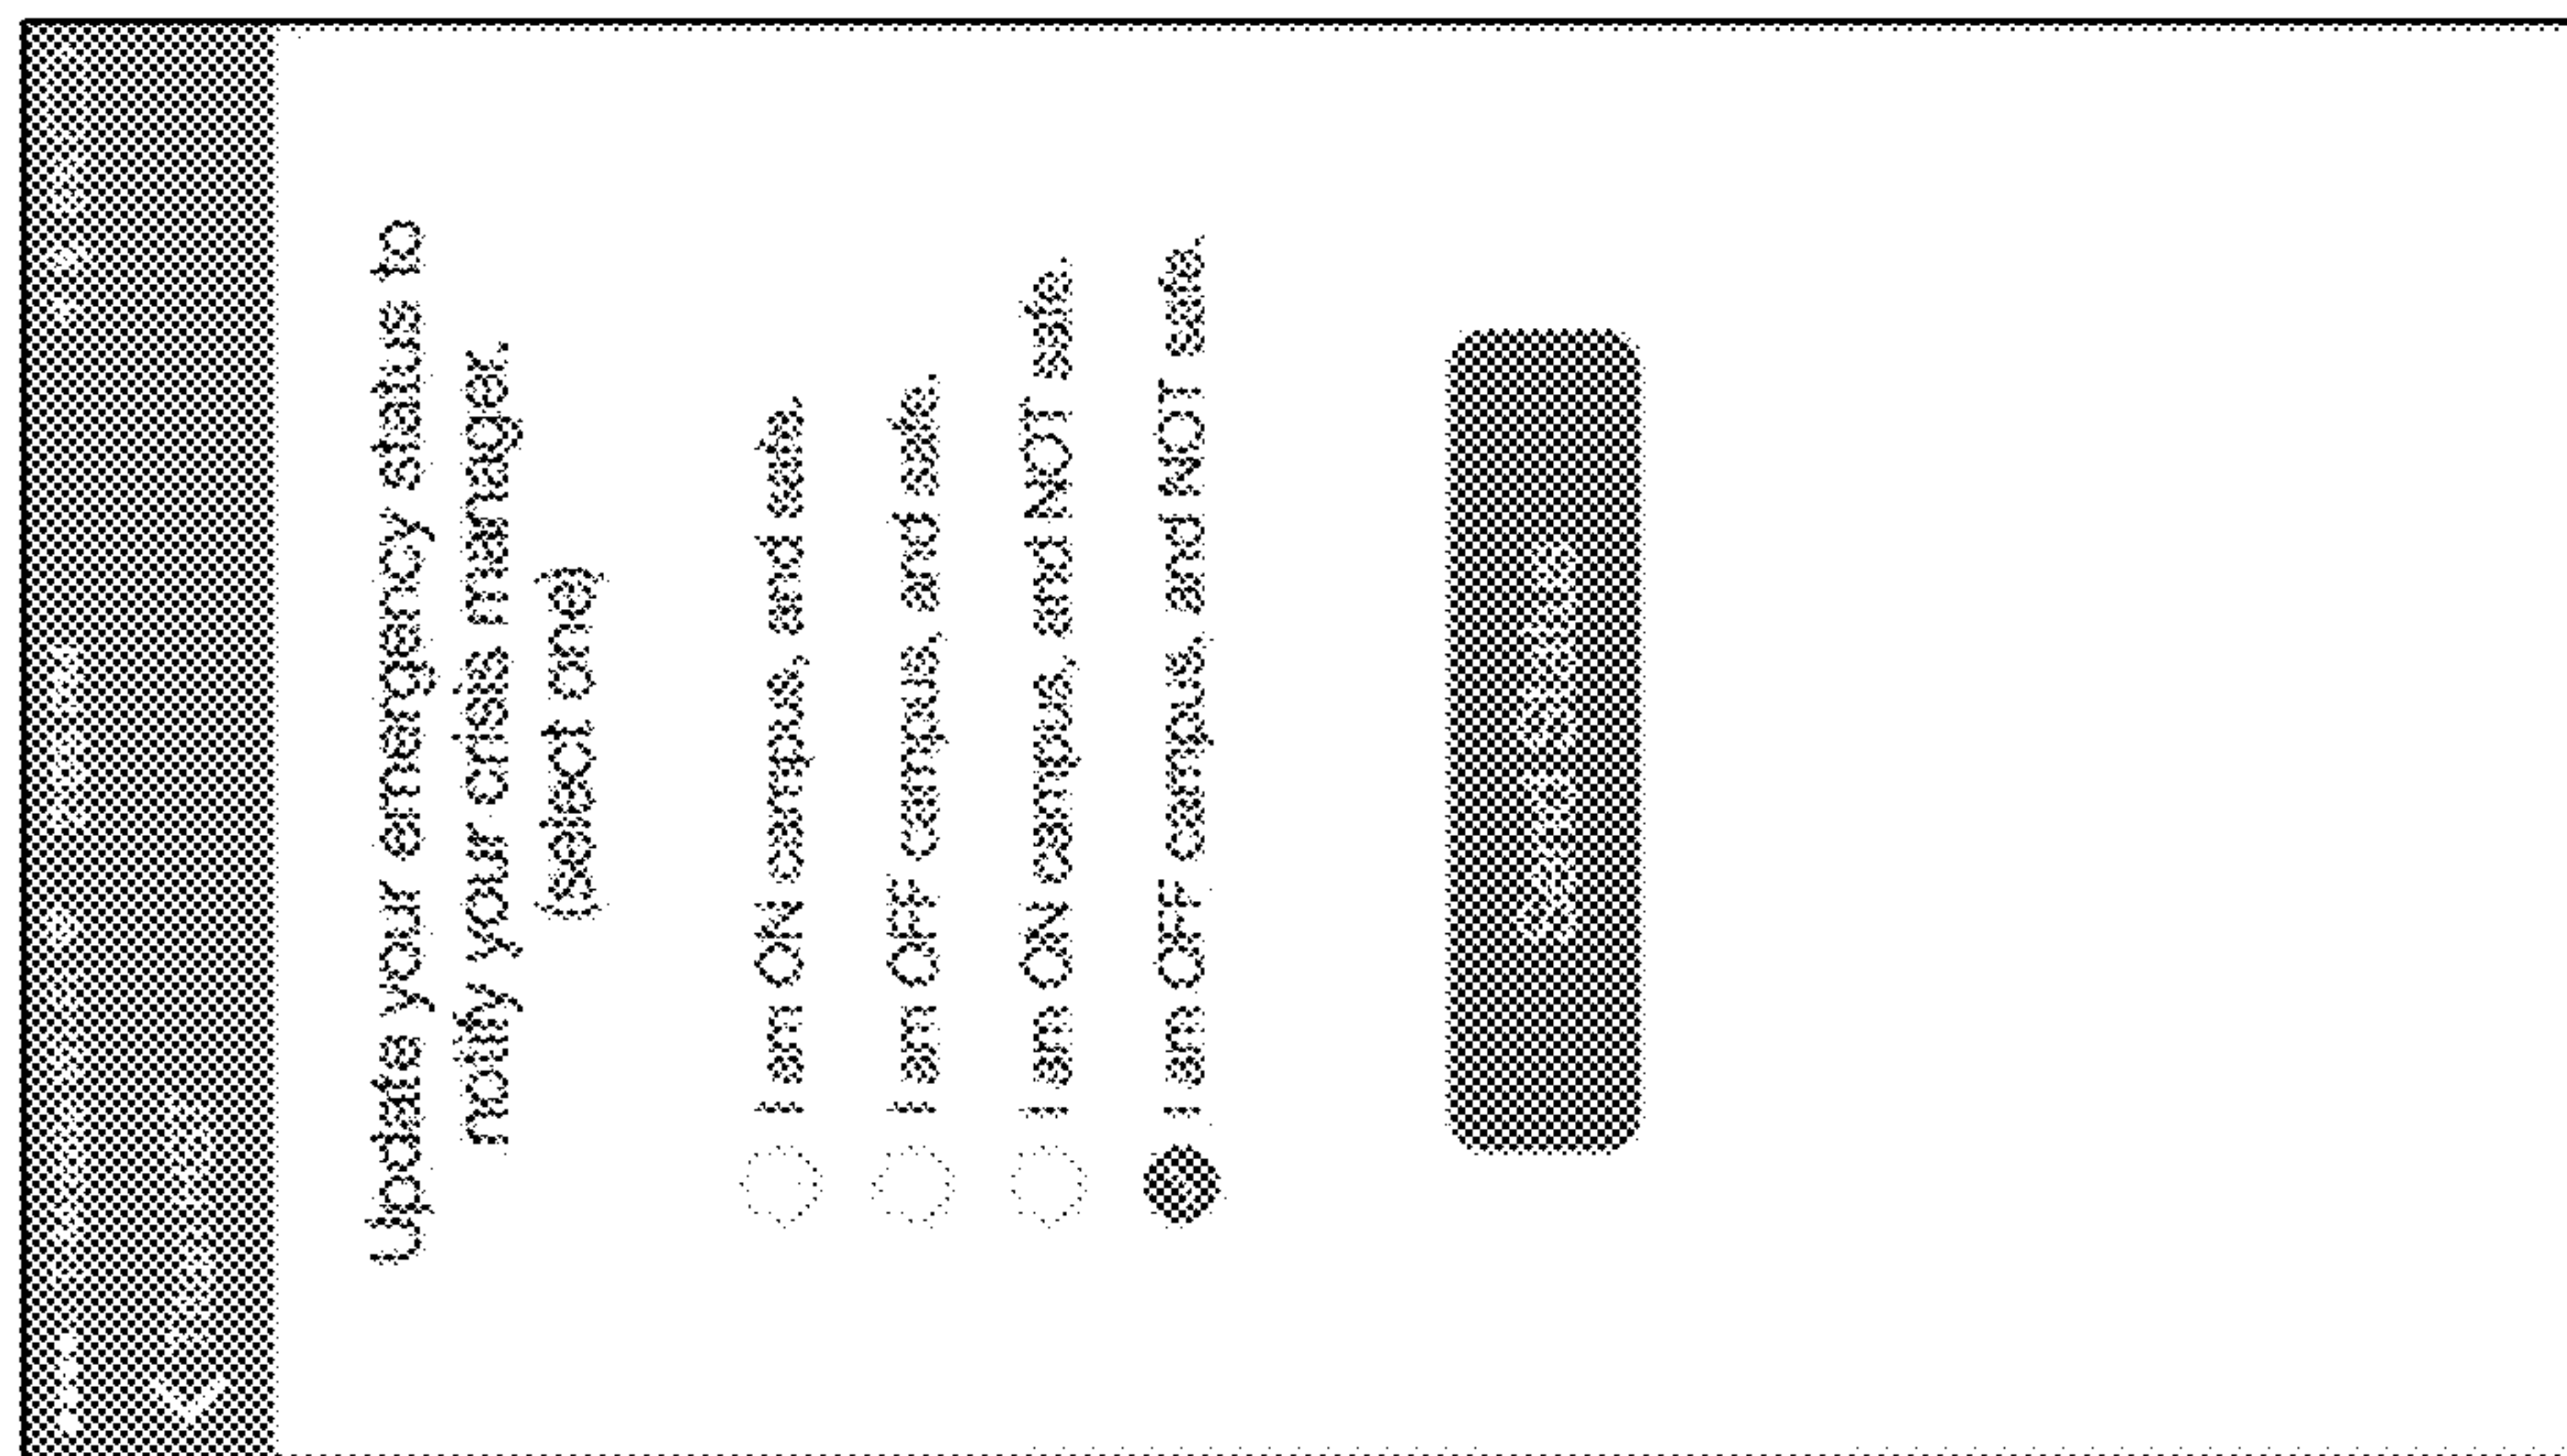 Update your emergency status to
notify your crisis manager.
(select one)
I am ON campus, and safe.
I am OFF campus, and safe.
I am ON campus, and NOT safe.
I am OFF campus, and NOT safe.